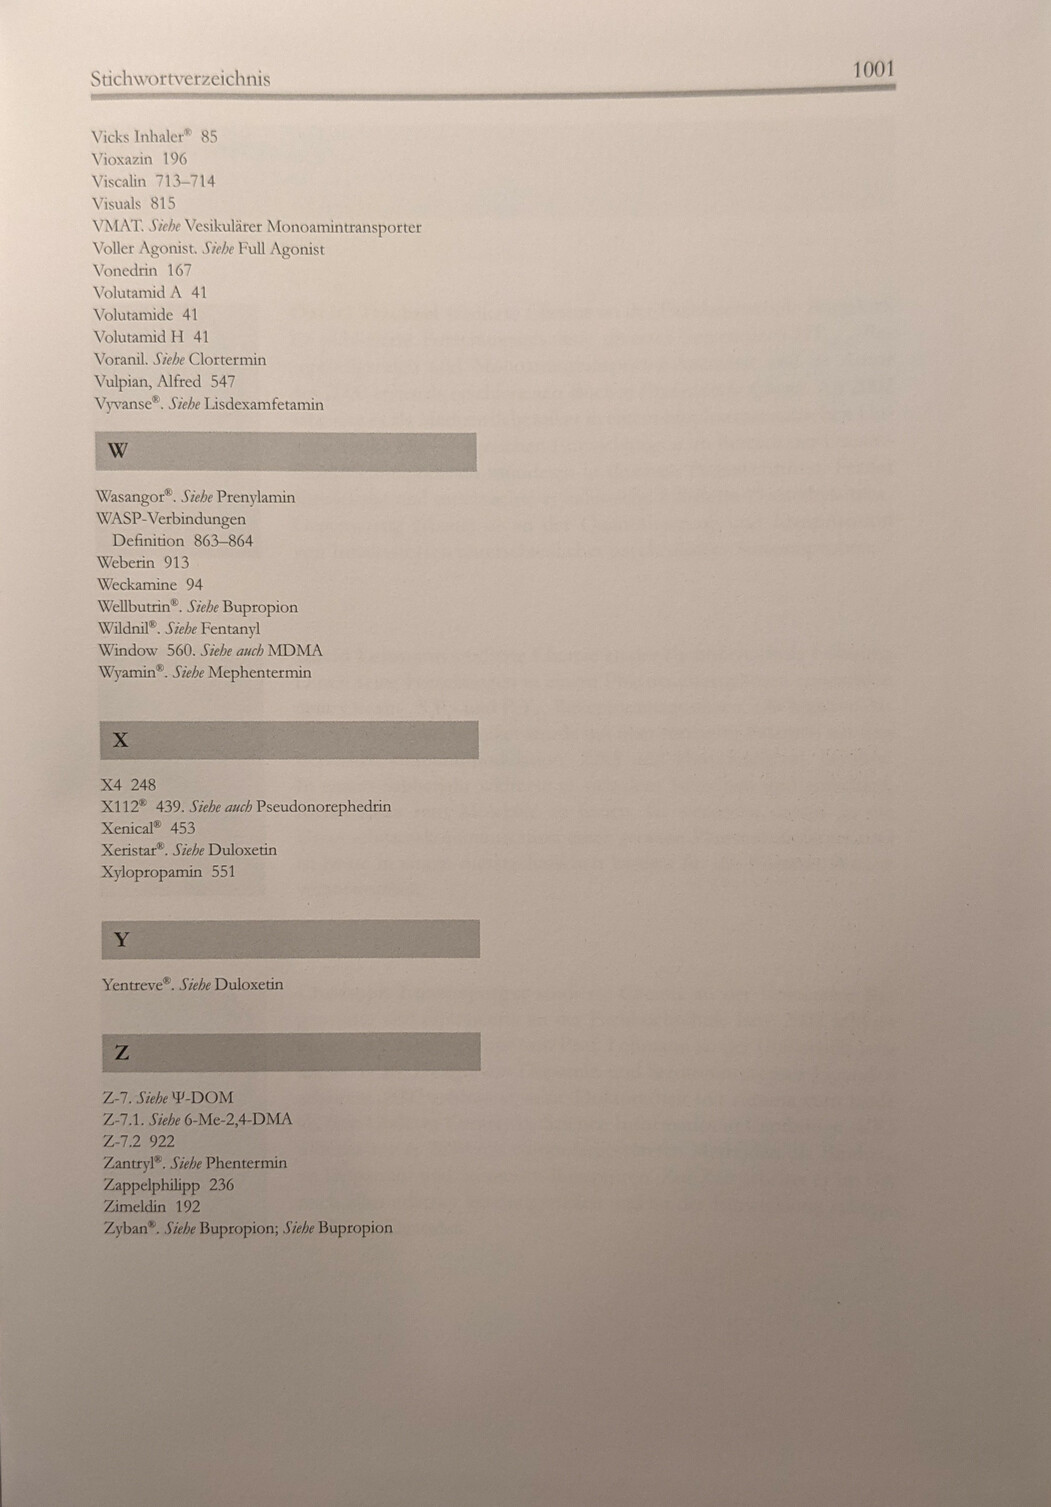 Stichwortverzeichnis 1001
Vicks Inhaler® 85
Vioxazin 196
Viscalin 713–714
Visuals 815
VMAT. Siehe Vesikulärer Monoamintransporter
Voller Agonist. Siehe Full Agonist
Vonedrin 167
Volutamid A 41
Volutamide 41
Volutamid H 41
Voranil. Siehe Clortermin
Vulpian, Alfred 547
Vyvanse®. Siehe Lisdexamfetamin
W
Wasangor®. Siehe Prenylamin
WASP-Verbindungen
Definition 863–864
Weberin 913
Weckamine 94
Wellbutrin®. Siehe Bupropion
Wildnil®. Siehe Fentanyl
Window 560. Siehe auch MDMA
Wyamin®. Siehe Mephentermin
X
X4 248
X112® 439. Siehe auch Pseudonorephedrin
Xenical® 453
Xeristar®. Siehe Duloxetin
Xylopropamin 551
Y
Yentreve®. Siehe Duloxetin
Z
Z-7. Siehe Ψ-DOM
Z-7.1. Siehe 6-Me-2,4-DMA
Z-7.2 922
Zantryl®. Siehe Phentermin
Zappelphilipp 236
Zimeldin 192
Zyban®. Siehe Bupropion; Siehe Bupropion